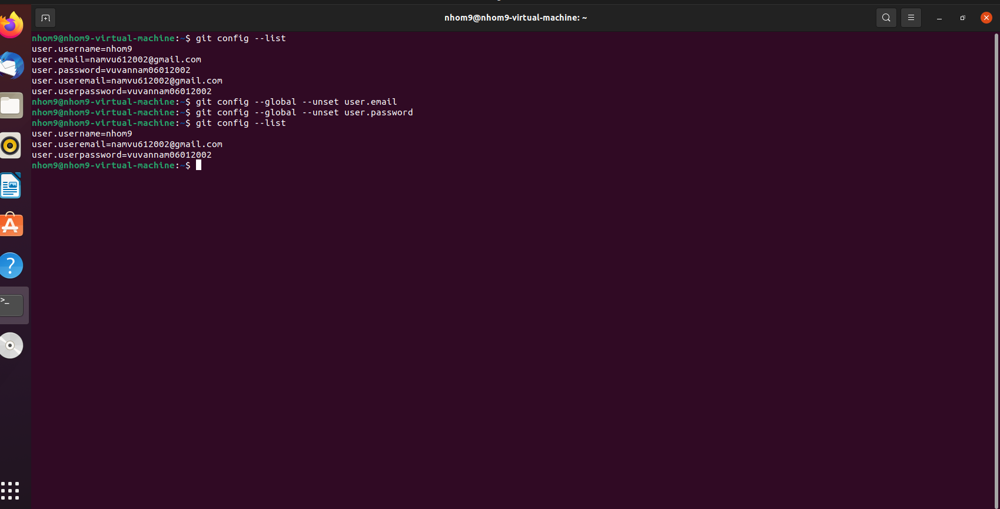 nhom9@nhom9-virtual-machine: ~
nhom9@nhom9-virtual-machine:~$ git config --list
user.username=nhom9
user.email=namvu612002@gmail.com
user.password=vuvannam06012002
user.useremail=namvu612002@gmail.com
user.userpassword=vuvannam06012002
nhom9@nhom9-virtual-machine:~$ git config --global --unset user.email
nhom9@nhom9-virtual-machine:~$ git config --global --unset user.password
nhom9@nhom9-virtual-machine:~$ git config --list
user.username=nhom9
user.useremail=namvu612002@gmail.com
user.userpassword=vuvannam06012002
nhom9@nhom9-virtual-machine:~$